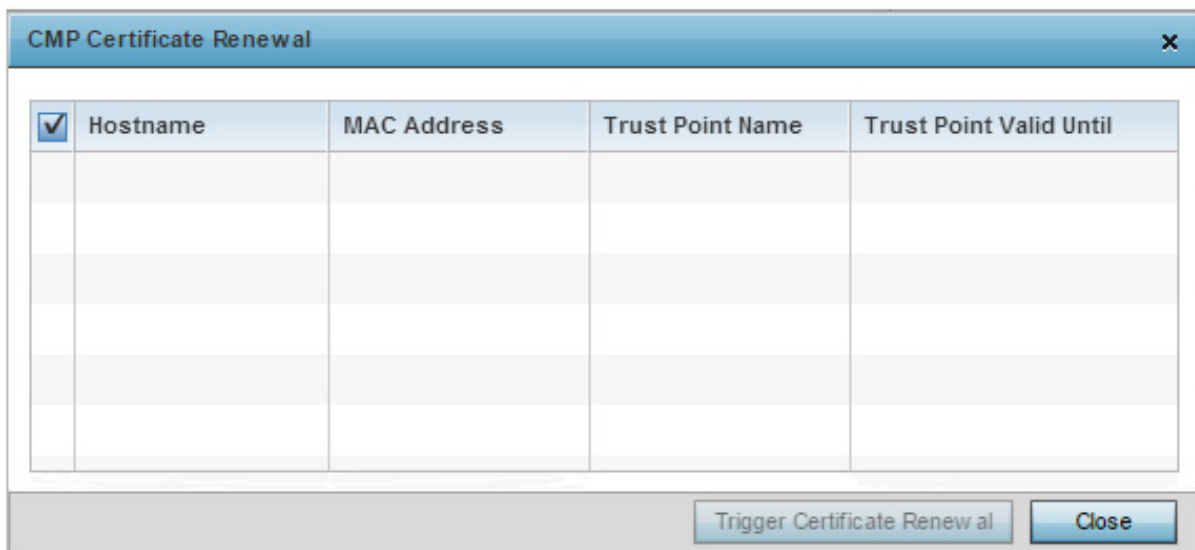 CMP Certificate Renewal
Hostname MAC Address Trust Point Name Trust Point Valid Until
Trigger Certificate Renewal Close